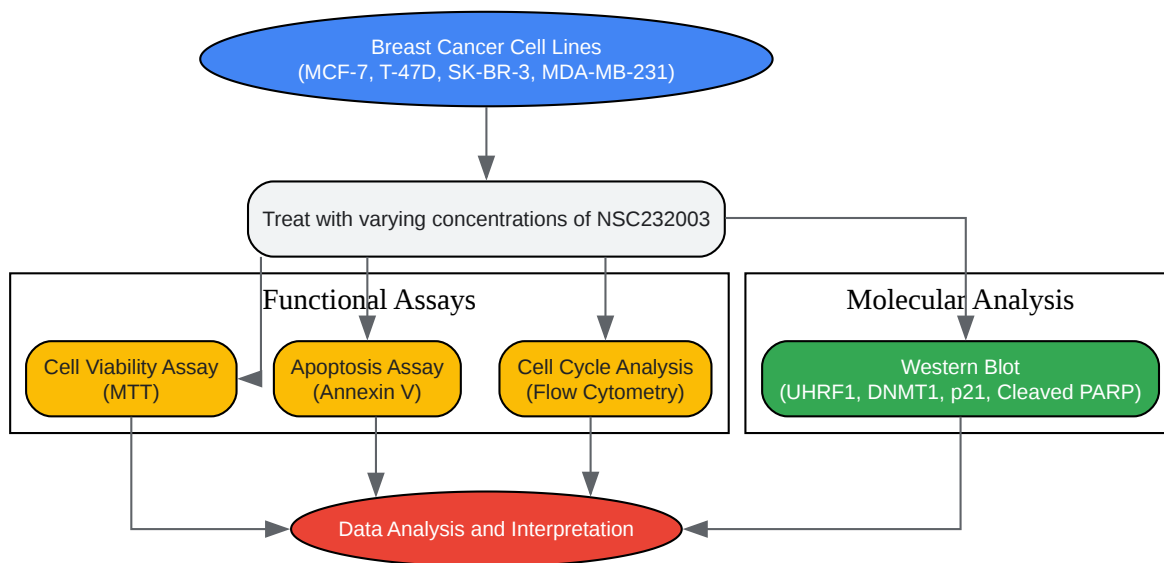 Breast Cancer Cell Lines
(MCF-7, T-47D, SK-BR-3, MDA-MB-231)
Treat with varying concentrations of NSC232003
Functional Assays
Molecular Analysis
Cell Viability Assay
(MTT)
Apoptosis Assay
(Annexin V)
Cell Cycle Analysis
(Flow Cytometry)
Western Blot
(UHRF1, DNMT1, p21, Cleaved PARP)
Data Analysis and Interpretation